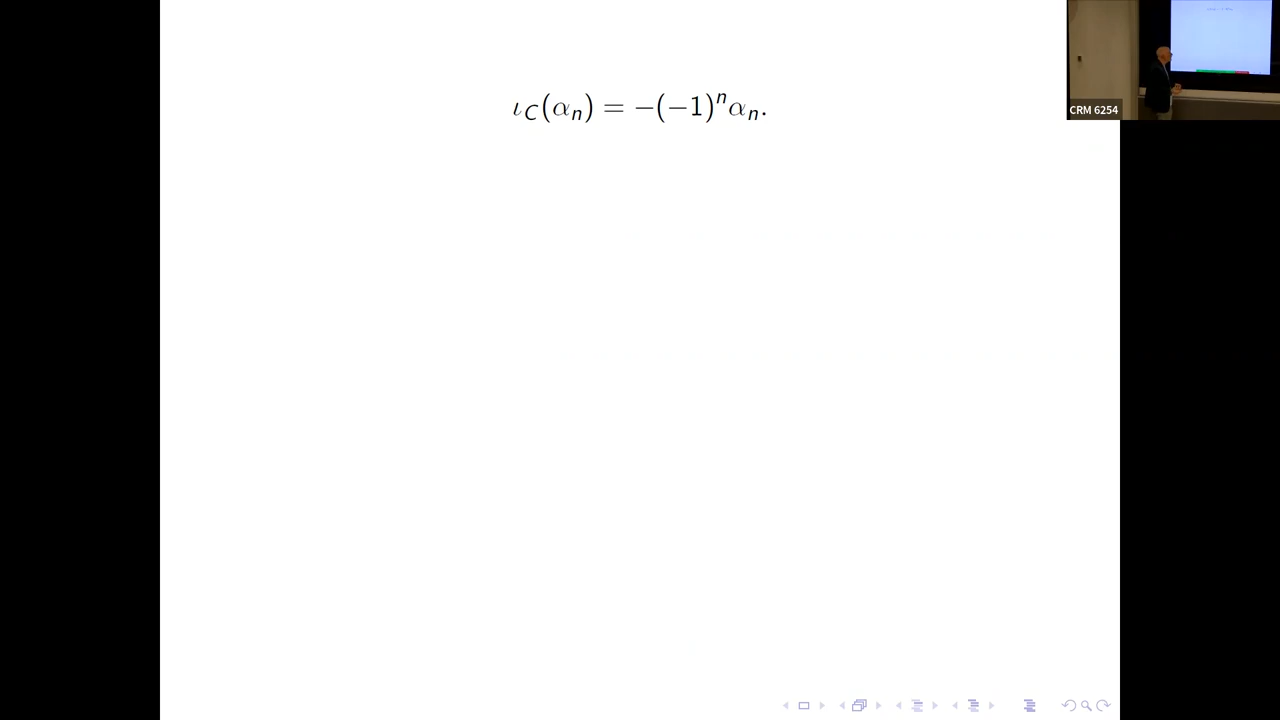 ι_C(α_n) = −(−1)^n α_n.
CRM 6254